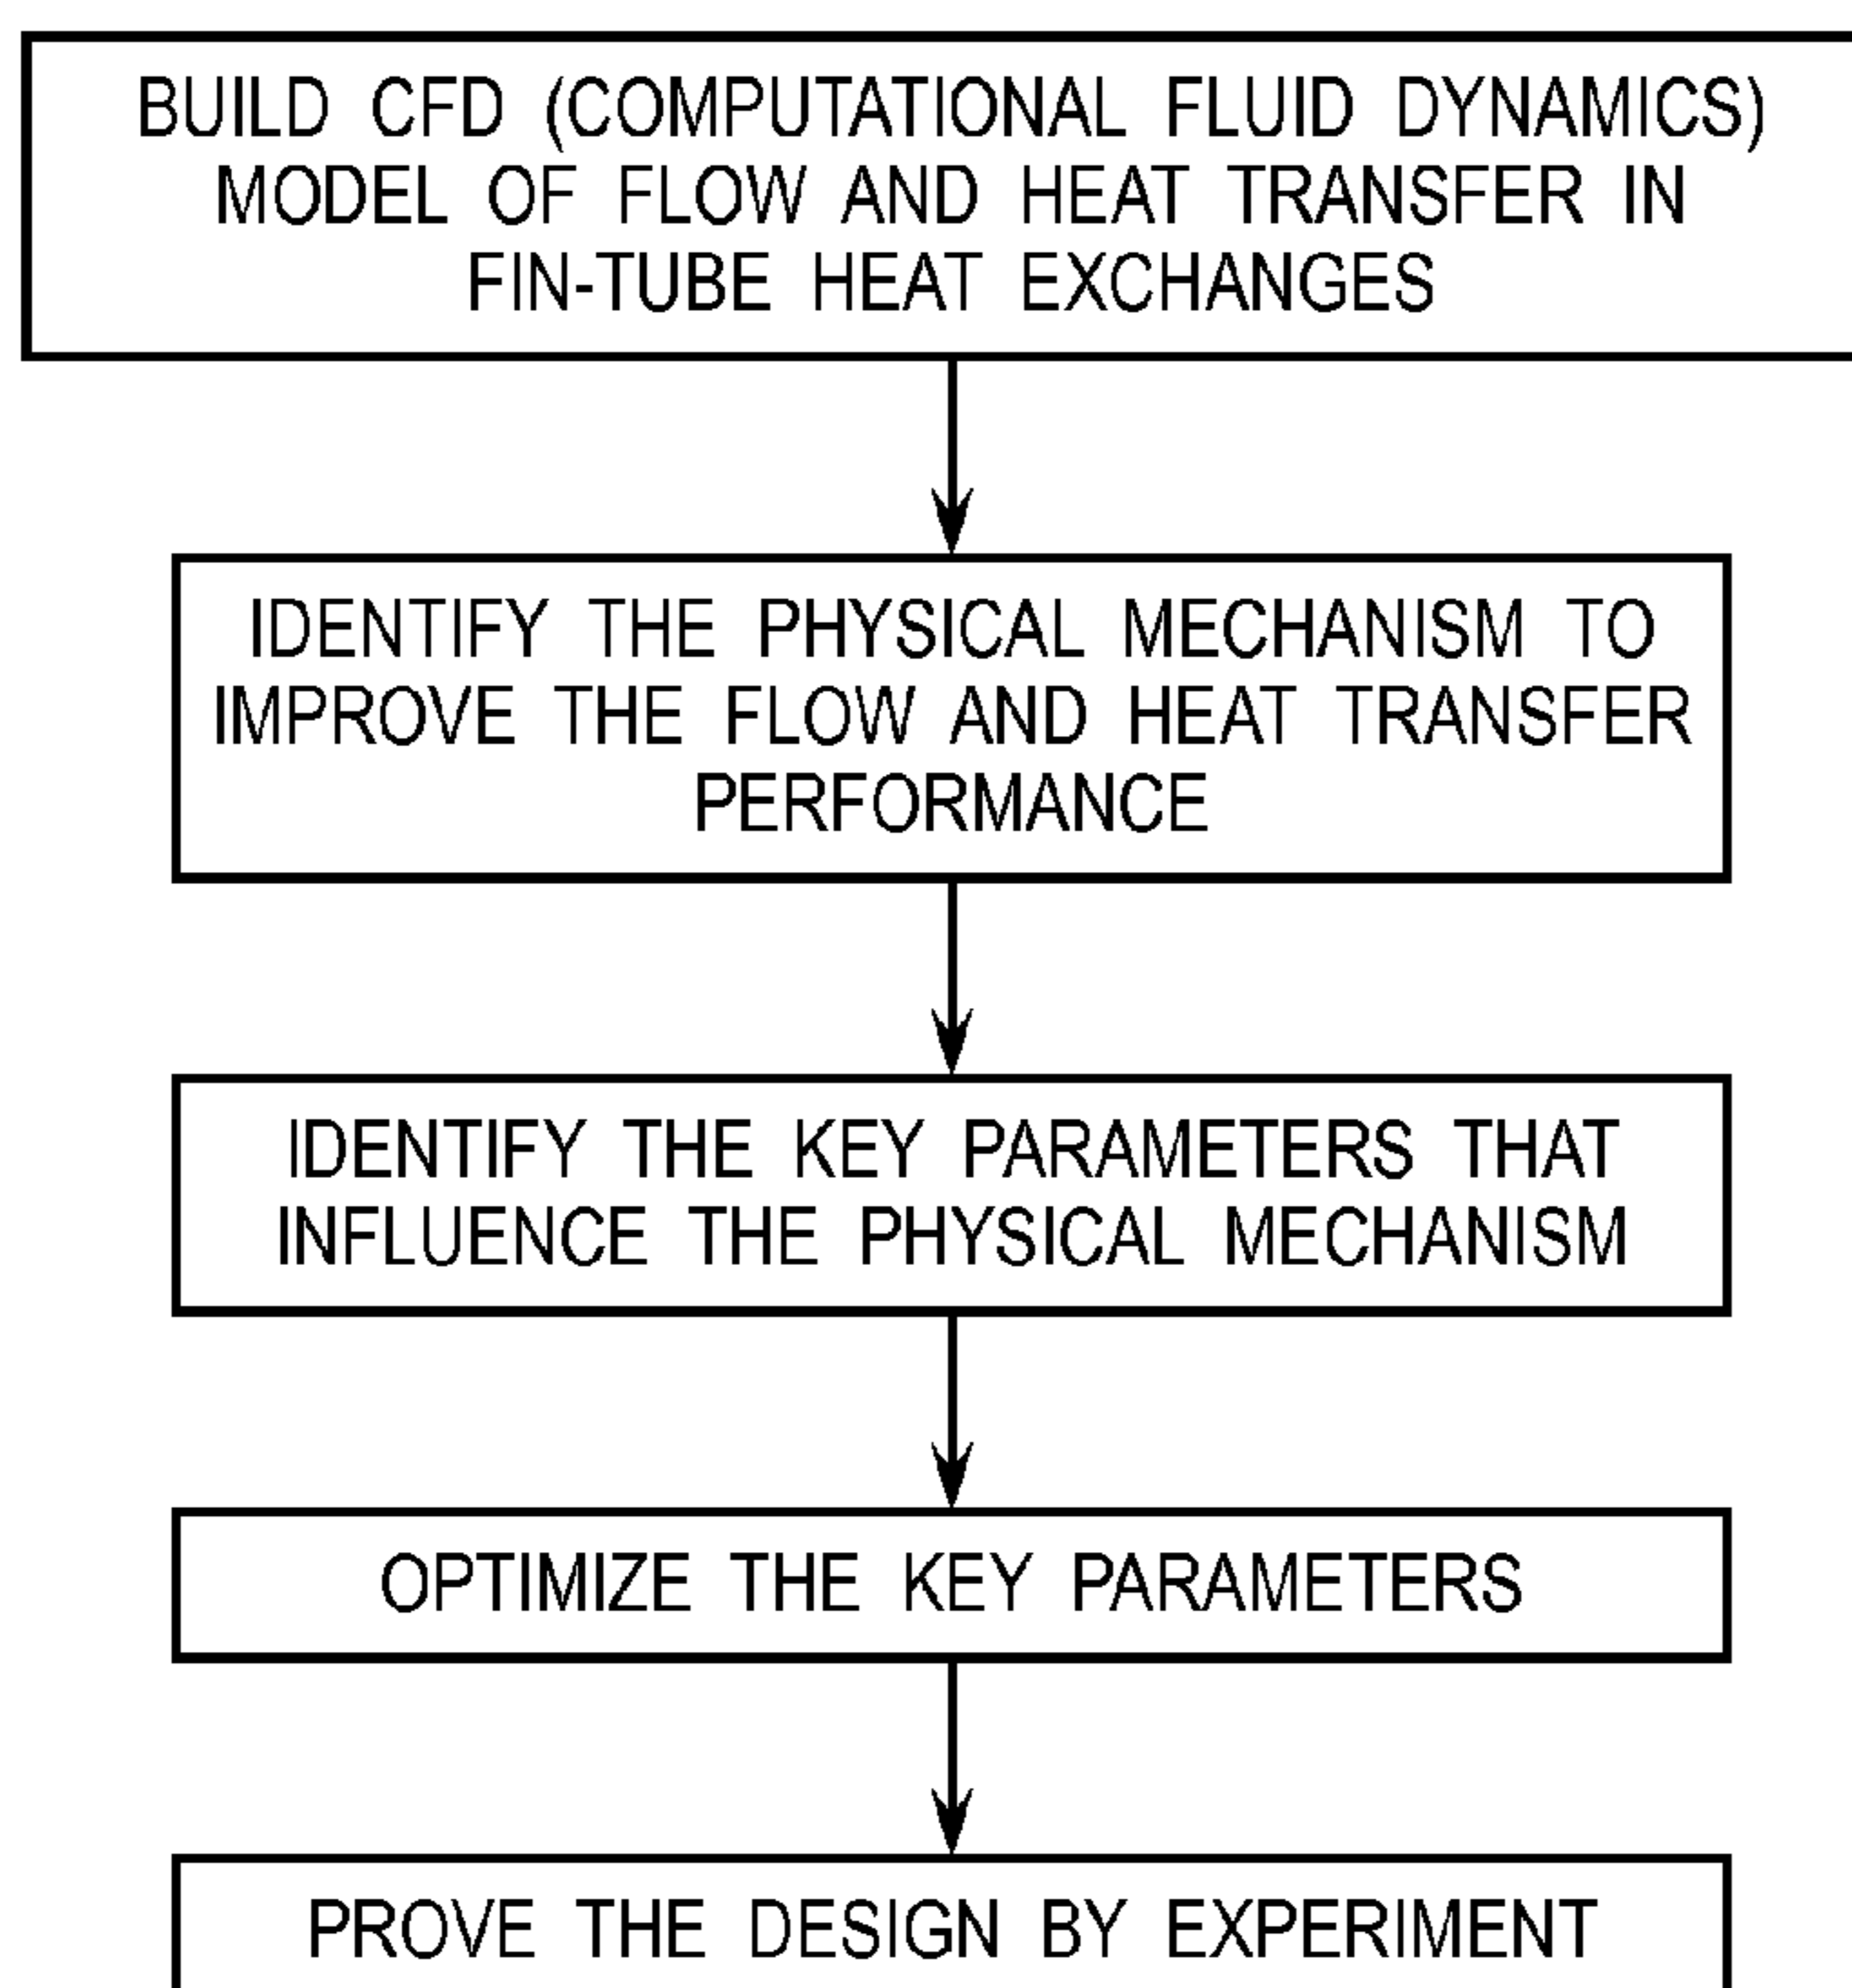 BUILD CFD (COMPUTATIONAL FLUID DYNAMICS)
MODEL OF FLOW AND HEAT TRANSFER IN
FIN-TUBE HEAT EXCHANGES
IDENTIFY THE PHYSICAL MECHANISM TO
IMPROVE THE FLOW AND HEAT TRANSFER
PERFORMANCE
IDENTIFY THE KEY PARAMETERS THAT
INFLUENCE THE PHYSICAL MECHANISM
OPTIMIZE THE KEY PARAMETERS
PROVE THE DESIGN BY EXPERIMENT